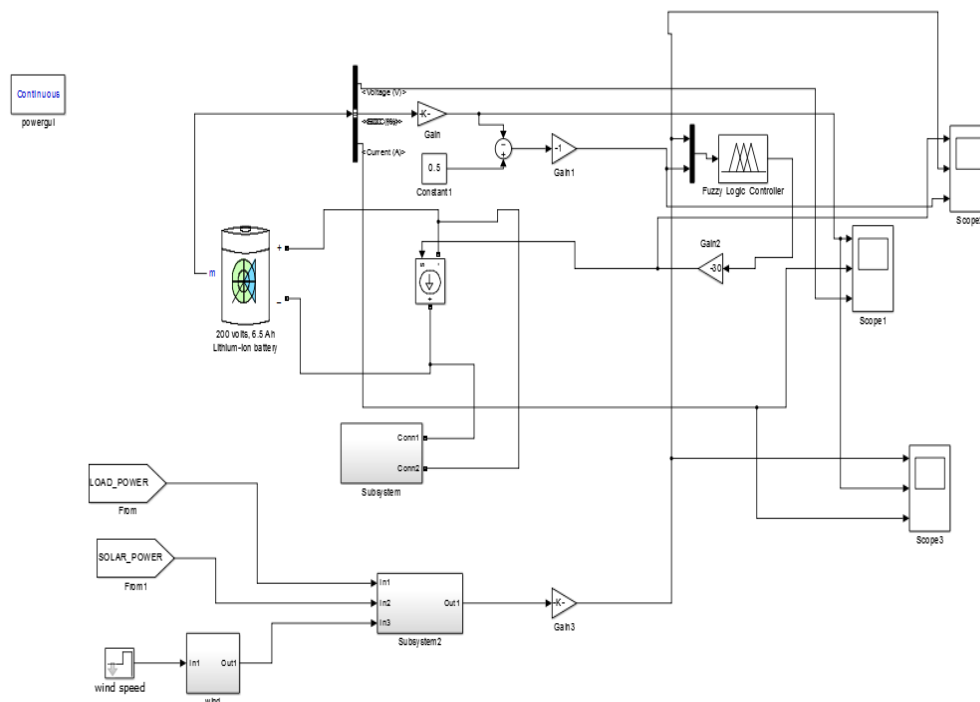 Continuous
powergui
<Voltage (V)>
-K-
Gain
<Current (A)>
0.5
Constant1
-
+
-1
Gain1
Fuzzy Logic Controller
Scope2
Gain2
-30
Scope1
+
m
_
200 volts, 6.5 Ah
Lithium-Ion battery
Conn1
Conn2
Subsystem
LOAD_POWER
From
Scope3
SOLAR_POWER
From1
In1
In2
Out1
In3
-K-
Gain3
Subsystem2
In1
Out1
wind speed
wind